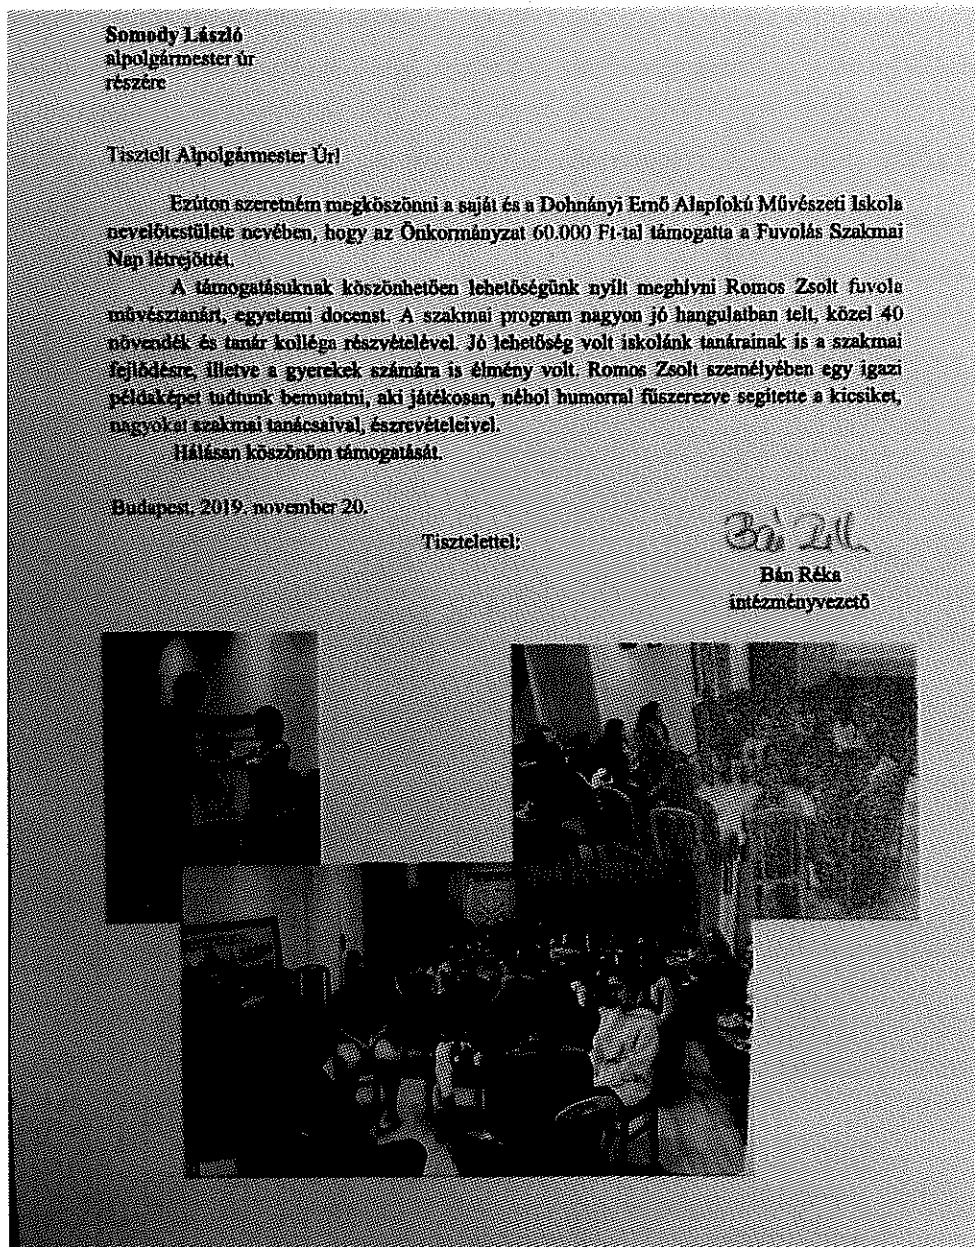 Somody László
alpolgármester úr
részére
Tisztelt Alpolgármester Úr!
Ezúton szeretném megköszönni a saját és a Dohnányi Ernő Alapfokú Művészeti Iskola
nevelőtestülete nevében, hogy az Önkormányzat 60.000 Ft-tal támogatta a Fuvolás Szakmai
Nap létrejöttét.
A támogatásuknak köszönhetően lehetőségünk nyílt meghívni Romos Zsolt fuvola
művésztanárt, egyetemi docenst. A szakmai program nagyon jó hangulatban telt, közel 40
növendék és tanár kolléga részvételével. Jó lehetőség volt iskolánk tanárainak is a szakmai
fejlődésre, illetve a gyerekek számára is élmény volt. Romos Zsolt személyében egy igazi
példaképet tudtunk bemutatni, aki játékosan, néhol humorral fűszerezve segítette a kicsiket,
nagyokat szakmai tanácsaival, észrevételeivel.
Hálásan köszönöm támogatását.
Budapest, 2019. november 20.
Tisztelettel:
Bán Réka
intézményvezető